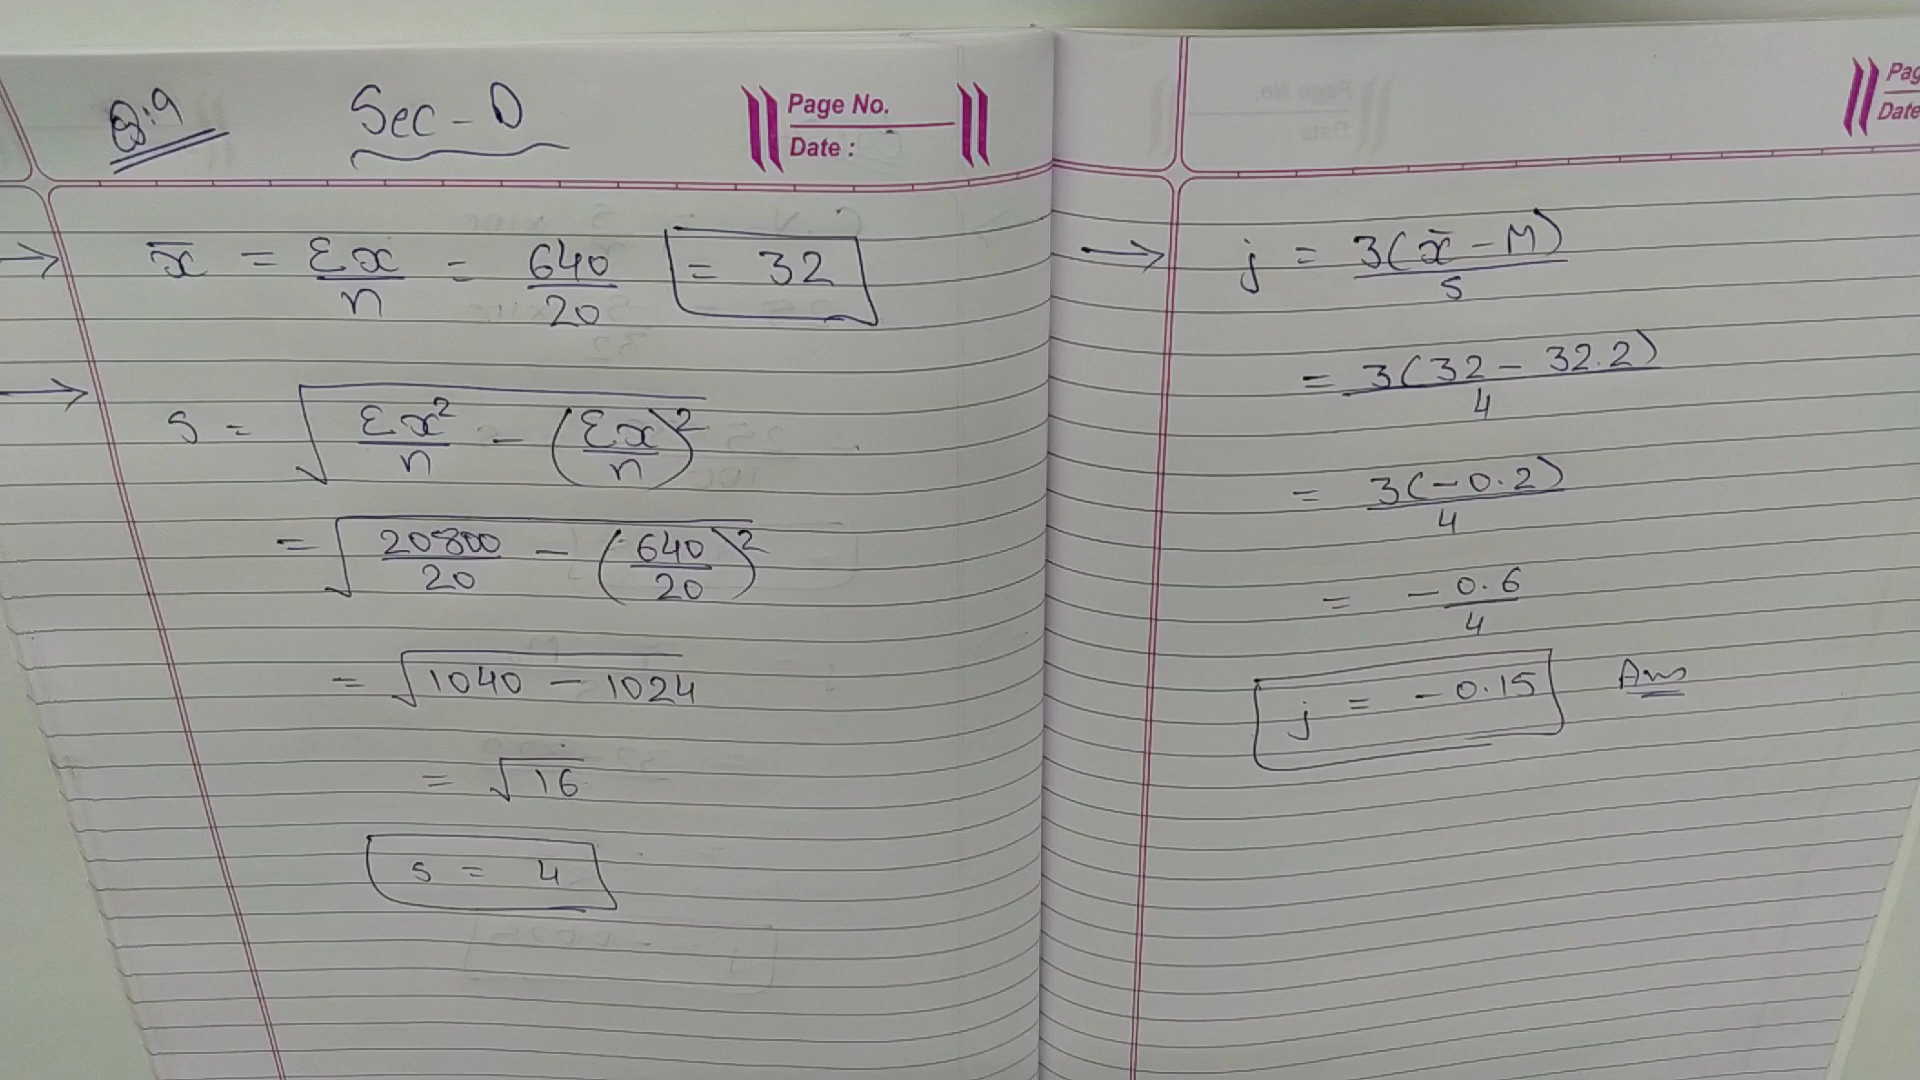 Q:9 Sec-D
Page No.
Date :
x̄ = Σx/n = 640/20 = 32
s = √(Σx²/n - (Σx/n)²)
= √(20800/20 - (640/20)²)
= √(1040 - 1024)
= √16
s = 4
Pag
Date
j = 3(x̄ - M)/s
= 3(32 - 32.2)/4
= 3(-0.2)/4
= -0.6/4
j = -0.15 Ans